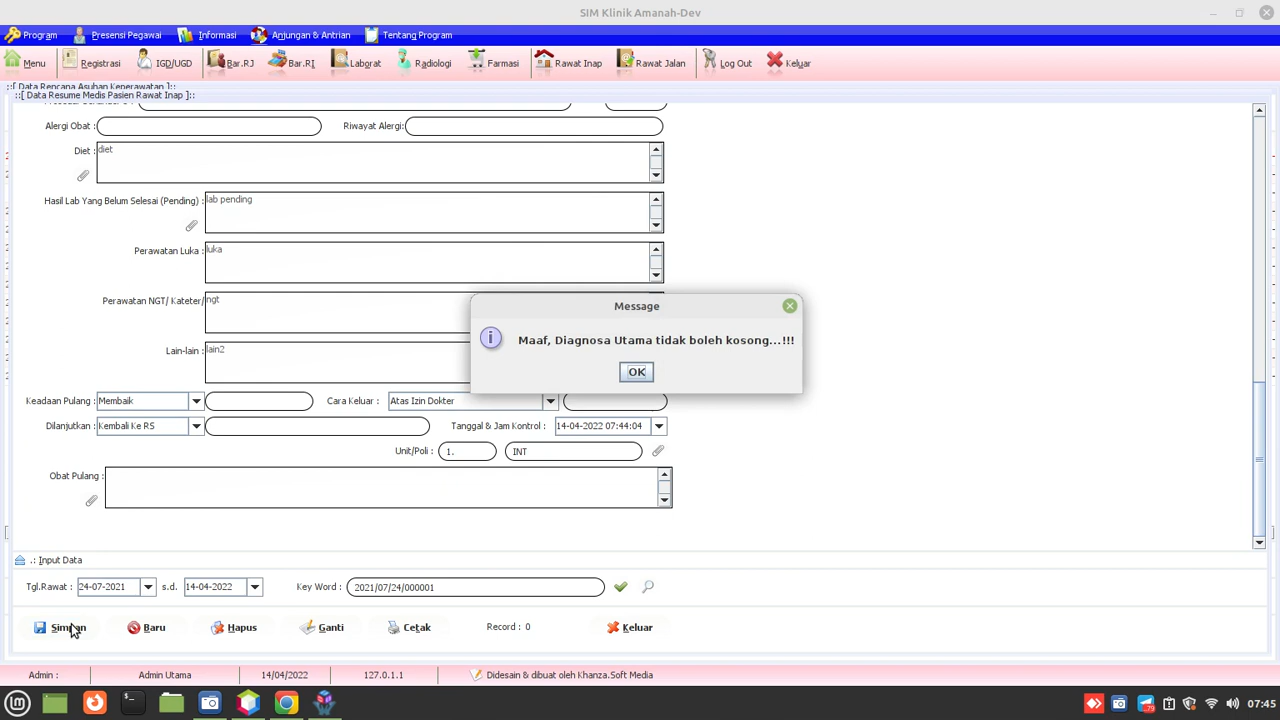 SIM Klinik Amanah-Dev
Program Presensi Pegawai Informasi Anjungan & Antrian Tentang Program
Menu Registrasi IGD/UGD Bar.RJ Bar.RI Laborat Radiologi Farmasi Rawat Inap Rawat Jalan Log Out Keluar
::[ Data Rencana Asuhan Keperawatan ]::
::[ Data Resume Medis Pasien Rawat Inap ]::
Alergi Obat : Riwayat Alergi:
Diet : diet
Hasil Lab Yang Belum Selesai (Pending) : lab pending
Perawatan Luka : luka
Perawatan NGT/ Kateter/ ngt
Message
Maaf, Diagnosa Utama tidak boleh kosong...!!!
OK
Lain-lain : lain2
Keadaan Pulang : Membaik Cara Keluar : Atas Izin Dokter
Dilanjutkan : Kembali Ke RS Tanggal & Jam Kontrol : 14-04-2022 07:44:04
Unit/Poli : 1. INT
Obat Pulang :
.: Input Data
Tgl.Rawat : 24-07-2021 s.d. 14-04-2022 Key Word : 2021/07/24/000001
Simpan Baru Hapus Ganti Cetak Record : 0 Keluar
Admin : Admin Utama 14/04/2022 127.0.1.1 Didesain & dibuat oleh Khanza.Soft Media
79 07:45